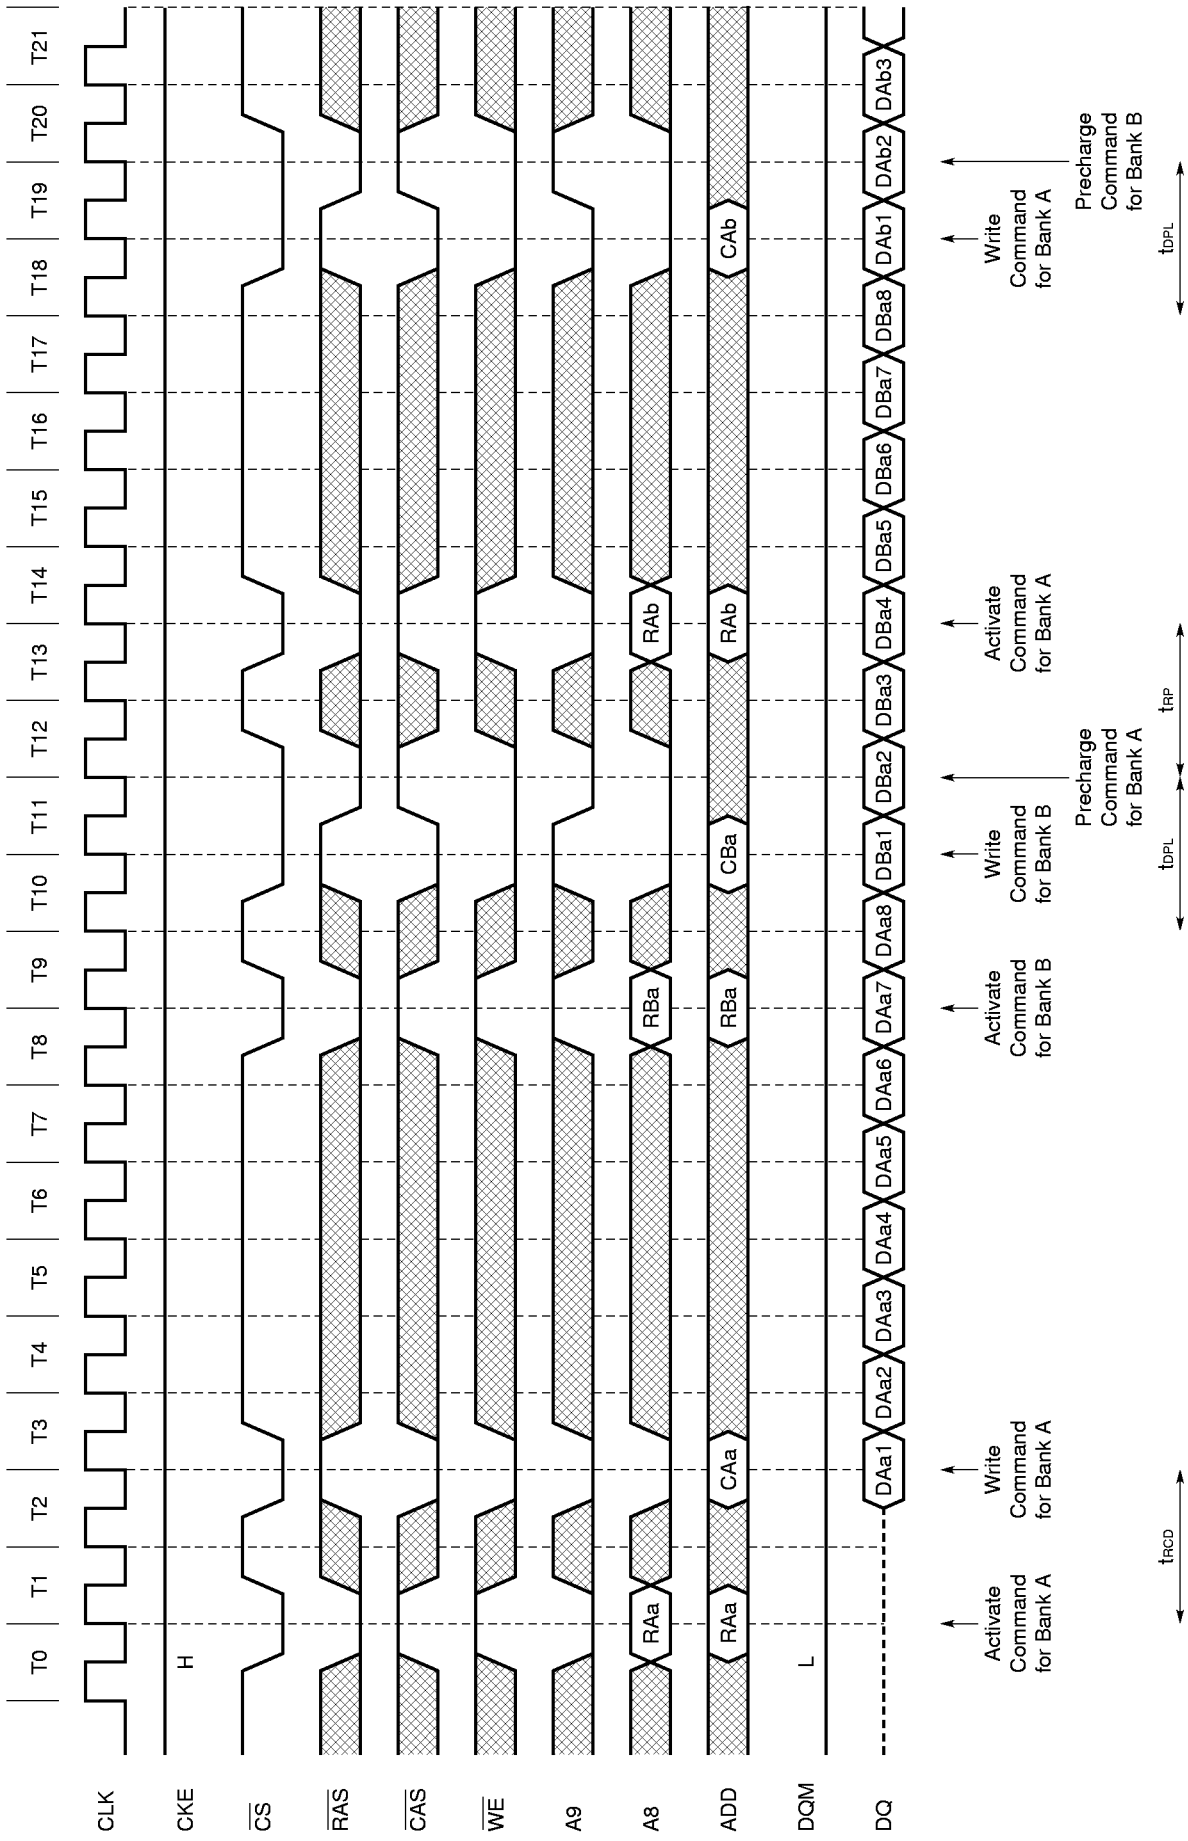 T0 T1 T2 T3 T4 T5 T6 T7 T8 T9 T10 T11 T12 T13 T14 T15 T16 T17 T18 T19 T20 T21
CLK
CKE H
CS
RAS
CAS
WE
A9
A8 RAa RBa RAb
ADD RAa CAa RBa CBa RAb CAb
DQM L
DQ DAa1 DAa2 DAa3 DAa4 DAa5 DAa6 DAa7 DAa8 DBa1 DBa2 DBa3 DBa4 DBa5 DBa6 DBa7 DBa8 DAb1 DAb2 DAb3
Activate
Command
for Bank A
Write
Command
for Bank A
Activate
Command
for Bank B
Write
Command
for Bank B
Precharge
Command
for Bank A
Activate
Command
for Bank A
Write
Command
for Bank A
Precharge
Command
for Bank B
tRCD tDPL tRP tDPL